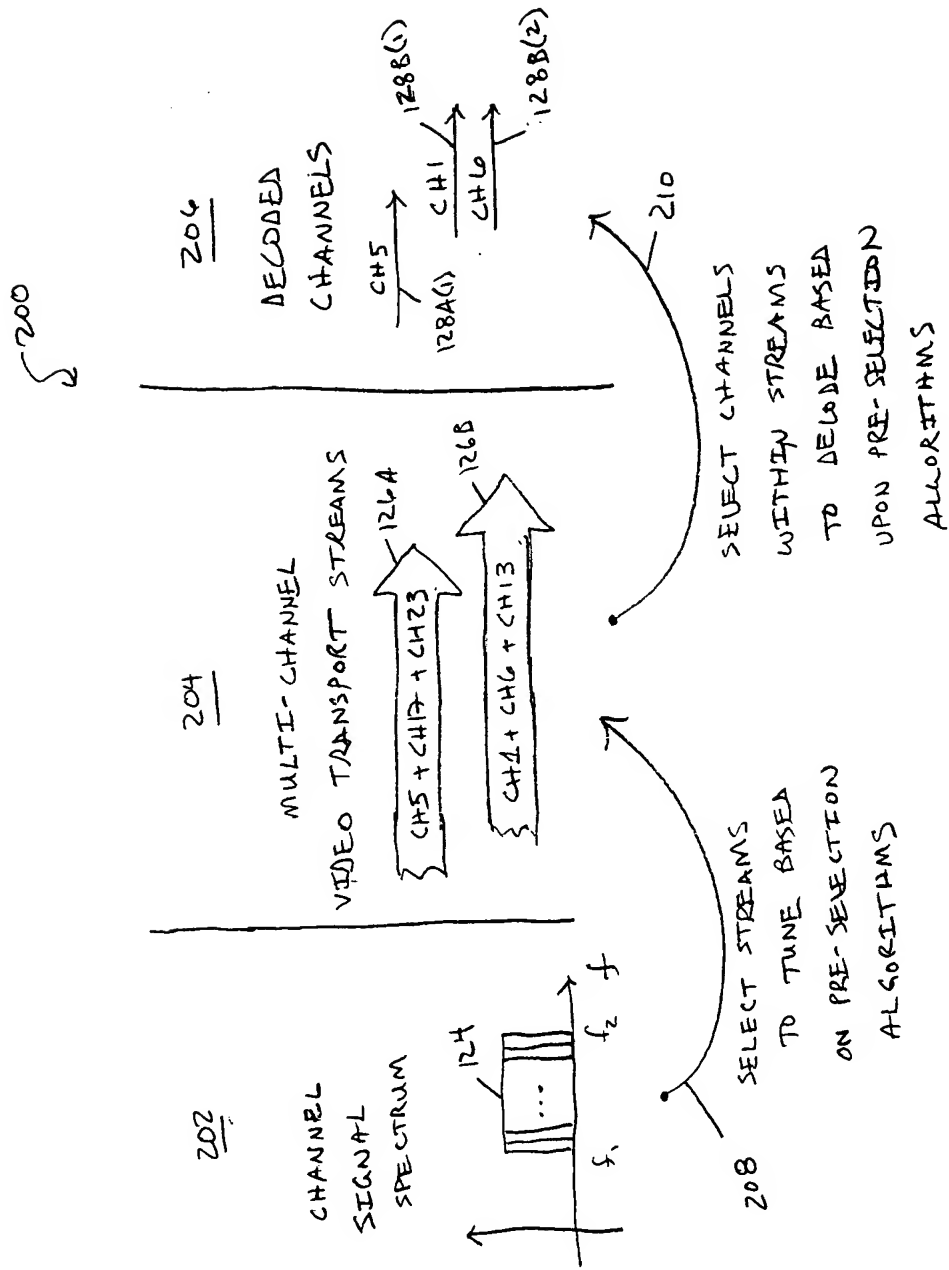 200
202
CHANNEL
SIGNAL
SPECTRUM
124
f₁
f₂
f
...
208
SELECT STREAMS
TO TUNE BASED
ON PRE-SELECTION
ALGORITHMS
204
MULTI-CHANNEL
VIDEO TRANSPORT STREAMS
126A
CH5 + CH17 + CH23
126B
CH1 + CH6 + CH13
210
SELECT CHANNELS
WITHIN STREAMS
TO DECODE BASED
UPON PRE-SELECTION
ALGORITHMS
206
DECODED
CHANNELS
CH5
128A(1)
CH1
128B(1)
CH6
128B(2)